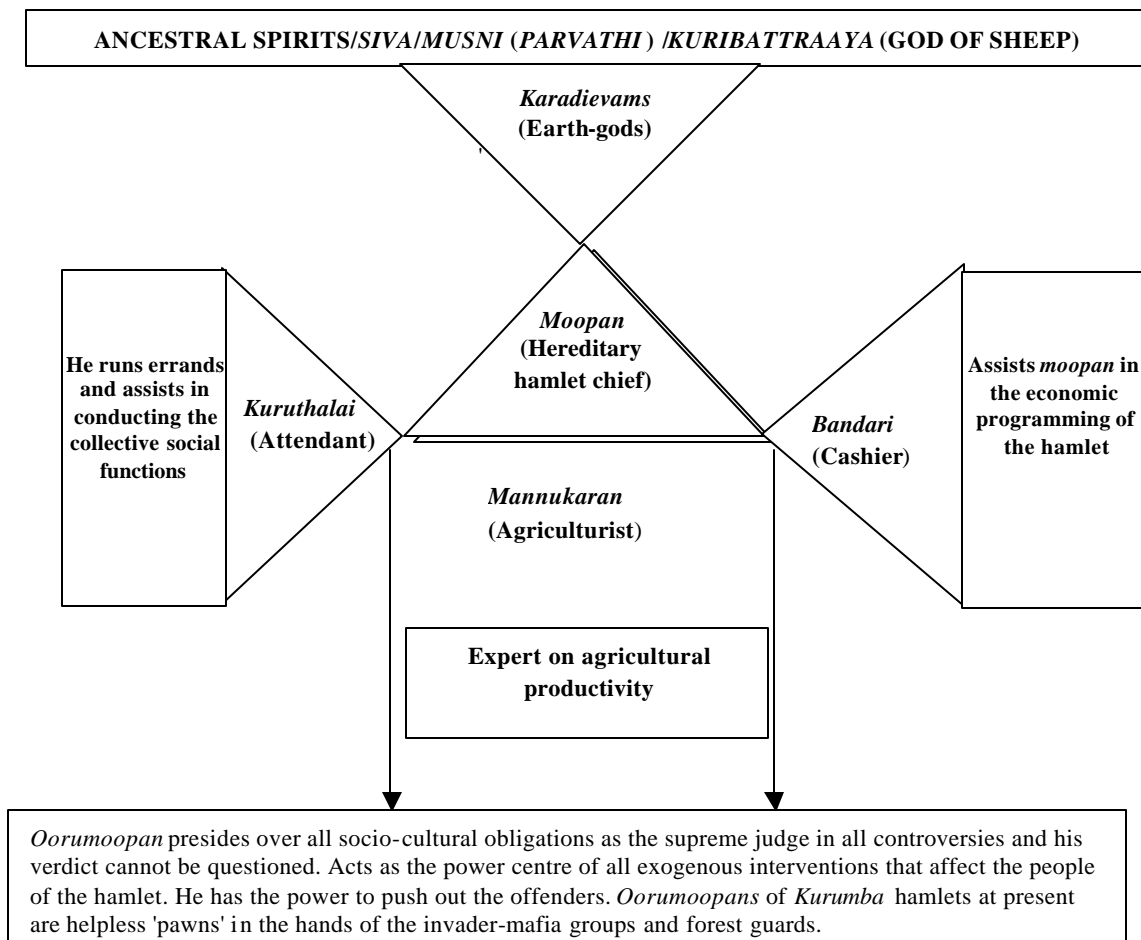 ANCESTRAL SPIRITS/SIVA/MUSNI (PARVATHI ) /KURIBATTRAAYA (GOD OF SHEEP)
Karadievams
(Earth-gods)
Moopan
(Hereditary
hamlet chief)
He runs errands
and assists in
conducting the
collective social
functions
Kuruthalai
(Attendant)
Bandari
(Cashier)
Assists moopan in
the economic
programming of
the hamlet
Mannukaran
(Agriculturist)
Expert on agricultural
productivity
Oorumoopan presides over all socio-cultural obligations as the supreme judge in all controversies and his
verdict cannot be questioned. Acts as the power centre of all exogenous interventions that affect the people
of the hamlet. He has the power to push out the offenders. Oorumoopans of Kurumba hamlets at present
are helpless 'pawns' in the hands of the invader-mafia groups and forest guards.